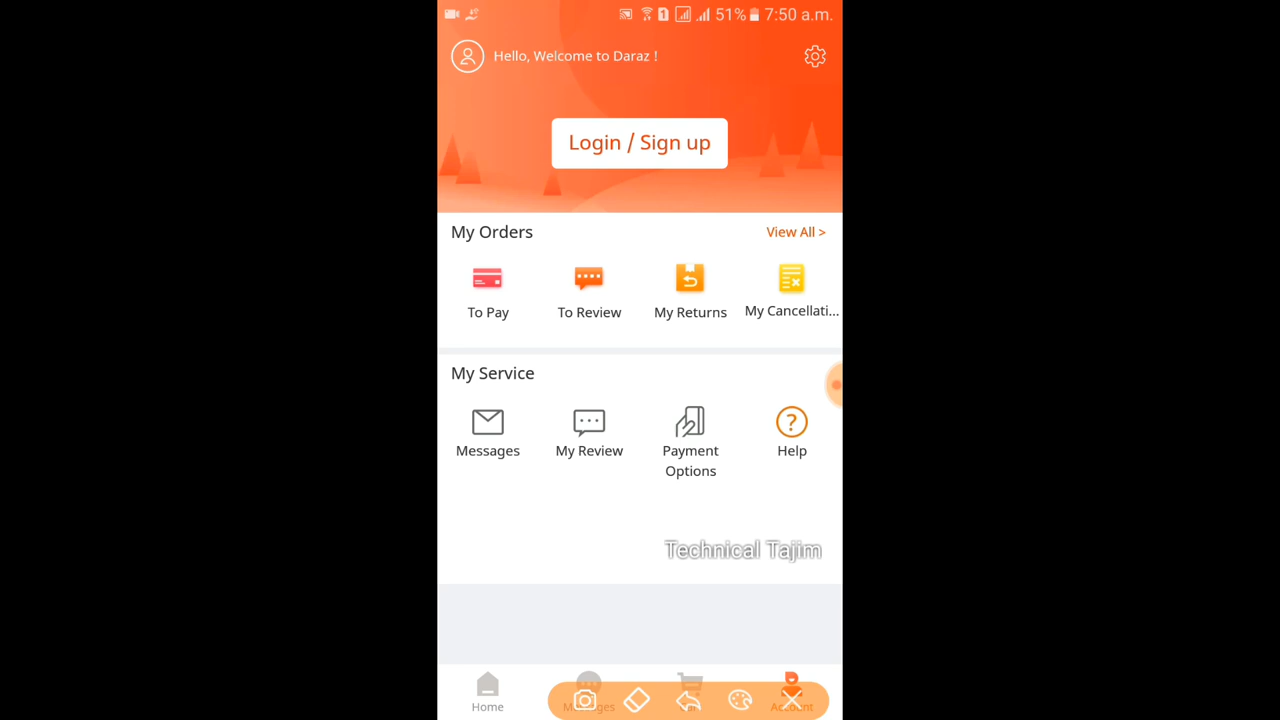 51% 7:50 a.m.
Hello, Welcome to Daraz !
Login / Sign up
My Orders
View All >
To Pay
To Review
My Returns
My Cancellati...
My Service
Messages
My Review
Payment
Options
Help
Technical Tajim
Home
Messages
Account